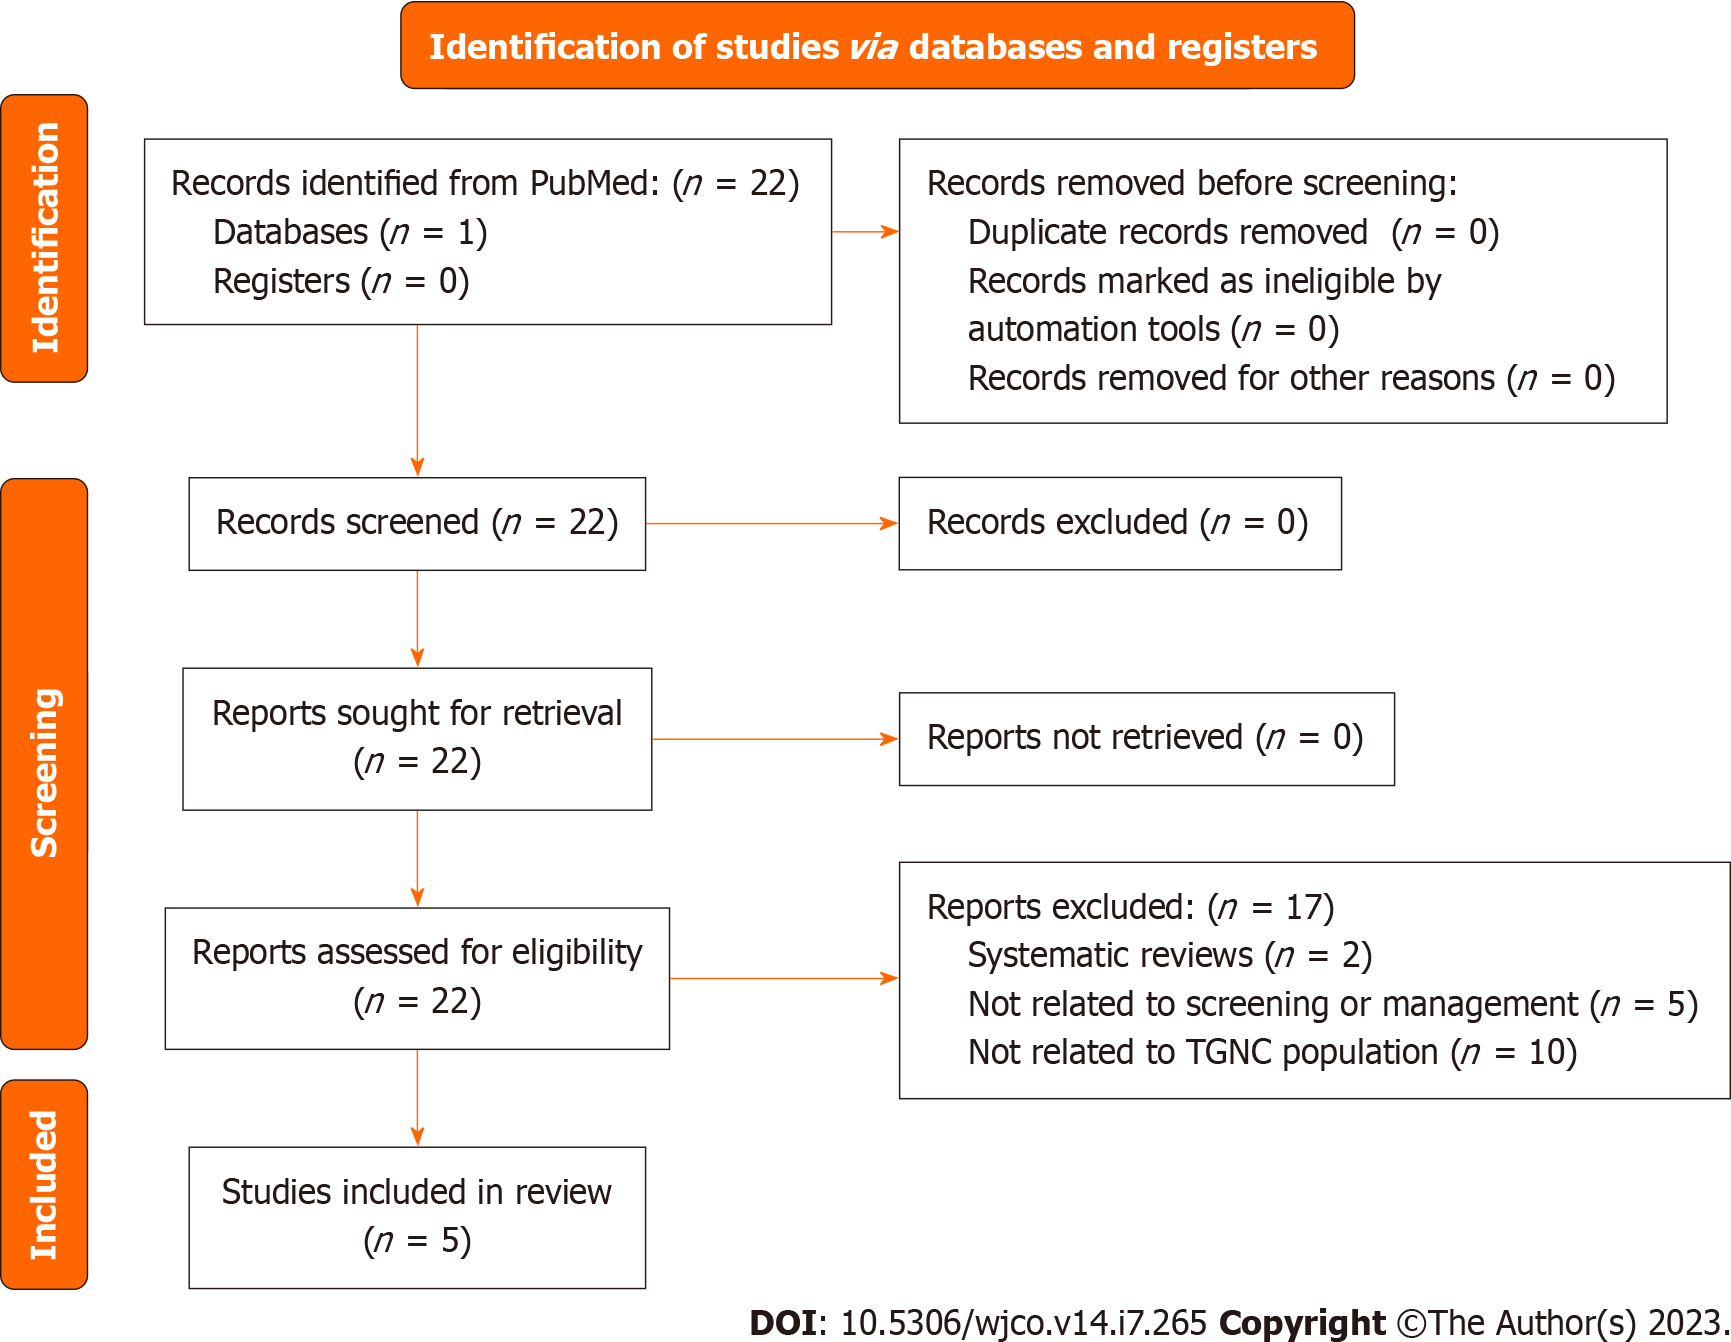 Identification of studies via databases and registers
Identification
Records identified from PubMed: (n = 22)
Databases (n = 1)
Registers (n = 0)
Records removed before screening:
Duplicate records removed (n = 0)
Records marked as ineligible by
automation tools (n = 0)
Records removed for other reasons (n = 0)
Screening
Records screened (n = 22)
Records excluded (n = 0)
Reports sought for retrieval
(n = 22)
Reports not retrieved (n = 0)
Reports assessed for eligibility
(n = 22)
Reports excluded: (n = 17)
Systematic reviews (n = 2)
Not related to screening or management (n = 5)
Not related to TGNC population (n = 10)
Included
Studies included in review
(n = 5)
DOI: 10.5306/wjco.v14.i7.265 Copyright ©The Author(s) 2023